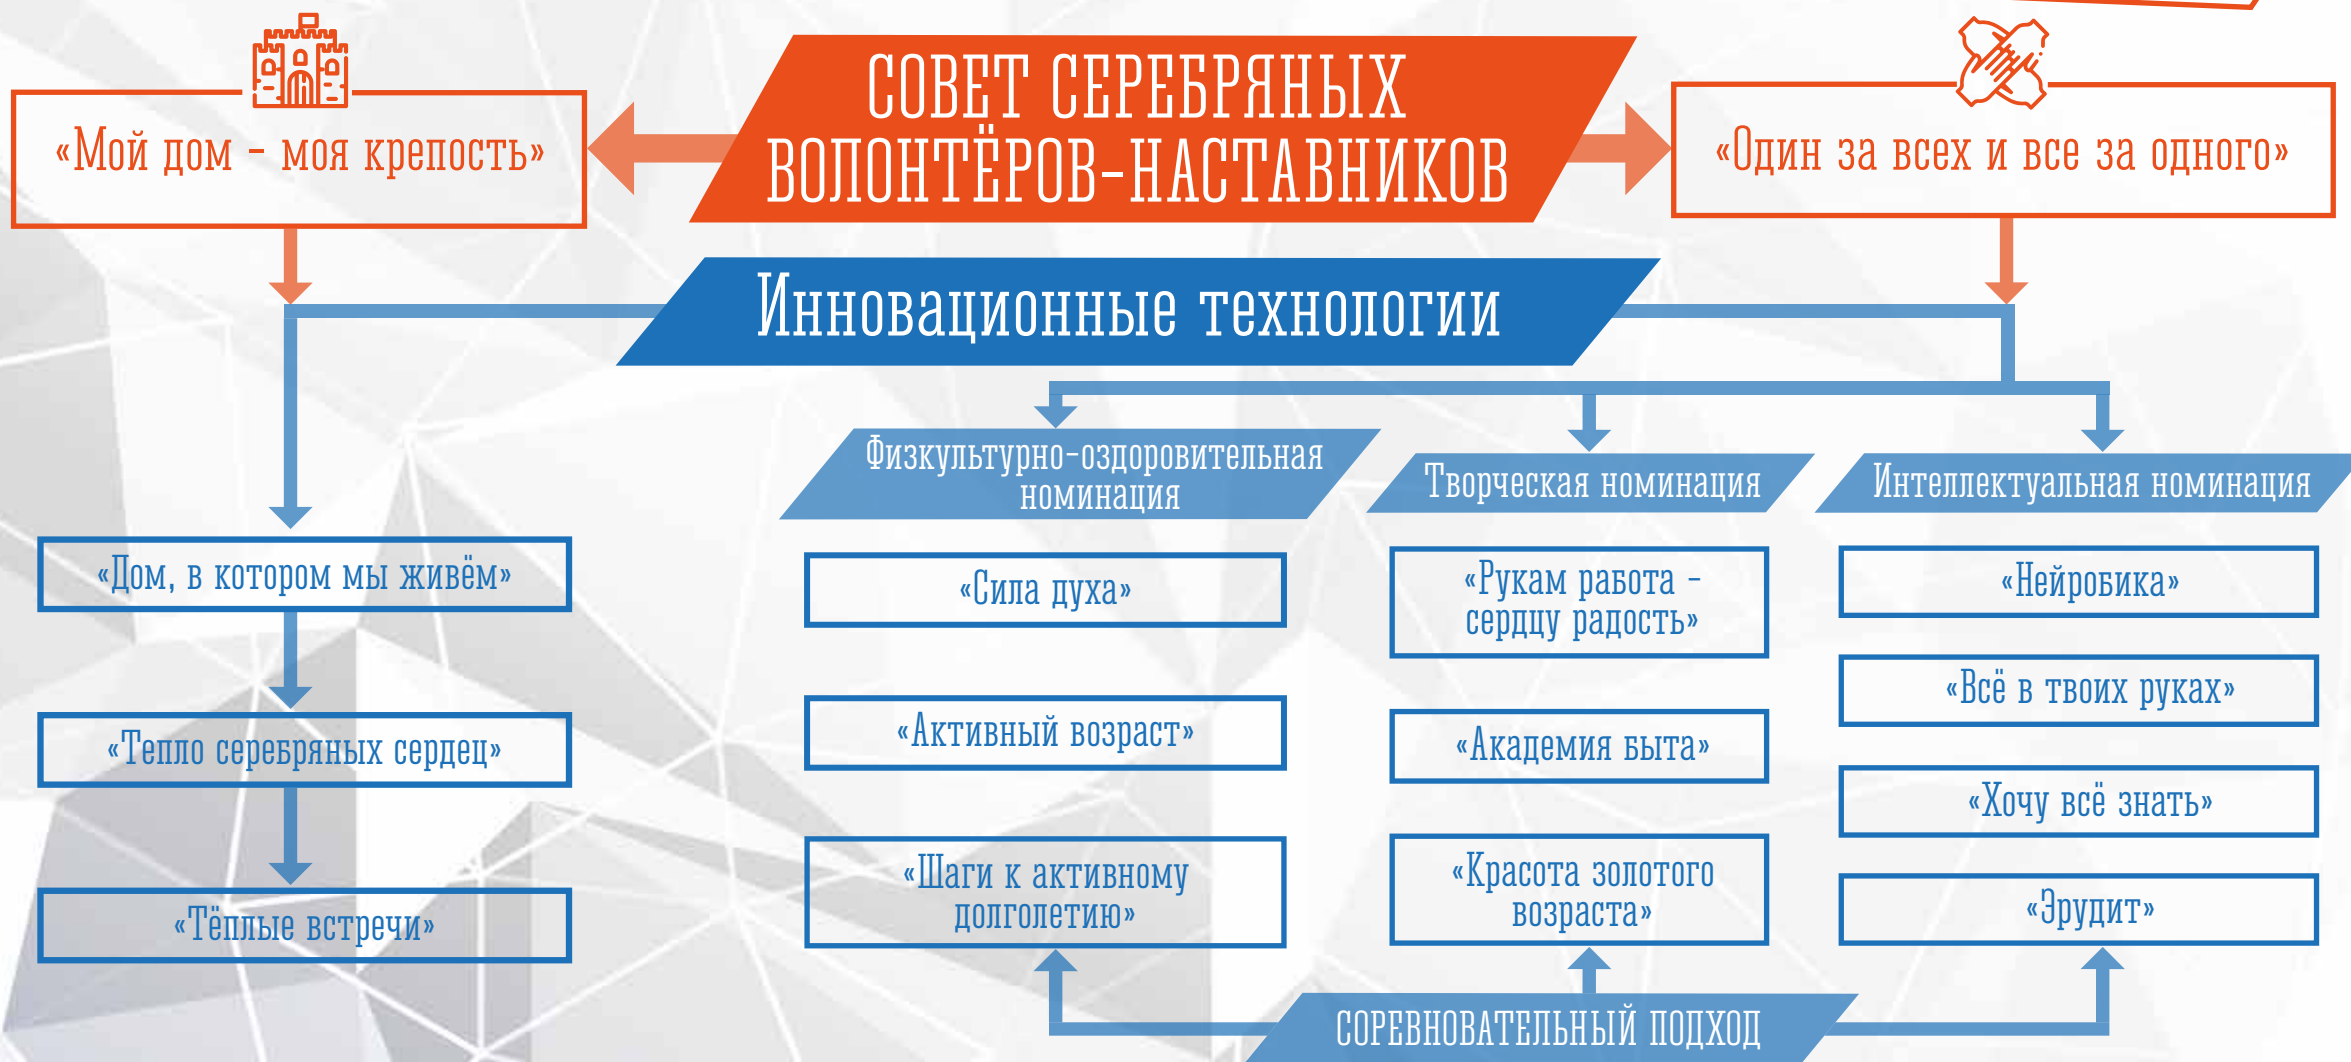 СОВЕТ СЕРЕБРЯНЫХ
ВОЛОНТЁРОВ-НАСТАВНИКОВ
«Мой дом - моя крепость»
«Один за всех и все за одного»
Инновационные технологии
«Дом, в котором мы живём»
«Тепло серебряных сердец»
«Тёплые встречи»
Физкультурно-оздоровительная
номинация
«Сила духа»
«Активный возраст»
«Шаги к активному
долголетию»
Творческая номинация
«Рукам работа -
сердцу радость»
«Академия быта»
«Красота золотого
возраста»
Интеллектуальная номинация
«Нейробика»
«Всё в твоих руках»
«Хочу всё знать»
«Эрудит»
СОРЕВНОВАТЕЛЬНЫЙ ПОДХОД